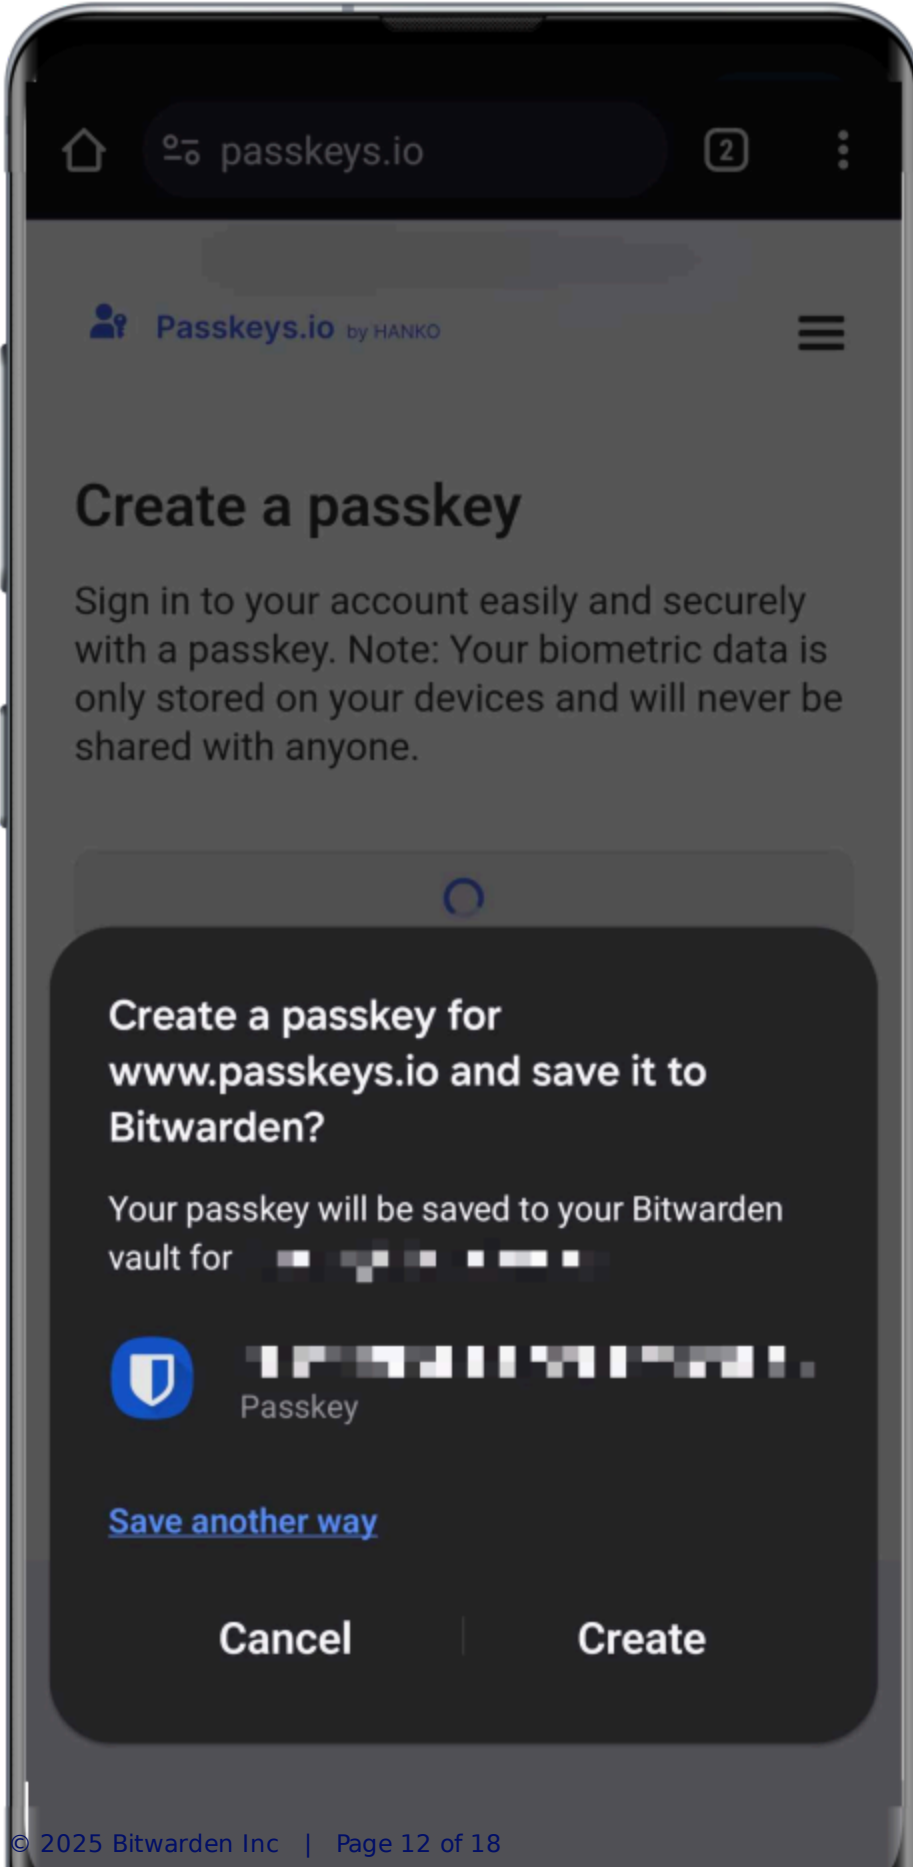 passkeys.io
2
Passkeys.io by HANKO
Create a passkey
Sign in to your account easily and securely
with a passkey. Note: Your biometric data is
only stored on your devices and will never be
shared with anyone.
Create a passkey for
www.passkeys.io and save it to
Bitwarden?
Your passkey will be saved to your Bitwarden
vault for
Passkey
Save another way
Cancel
Create
© 2025 Bitwarden Inc | Page 12 of 18